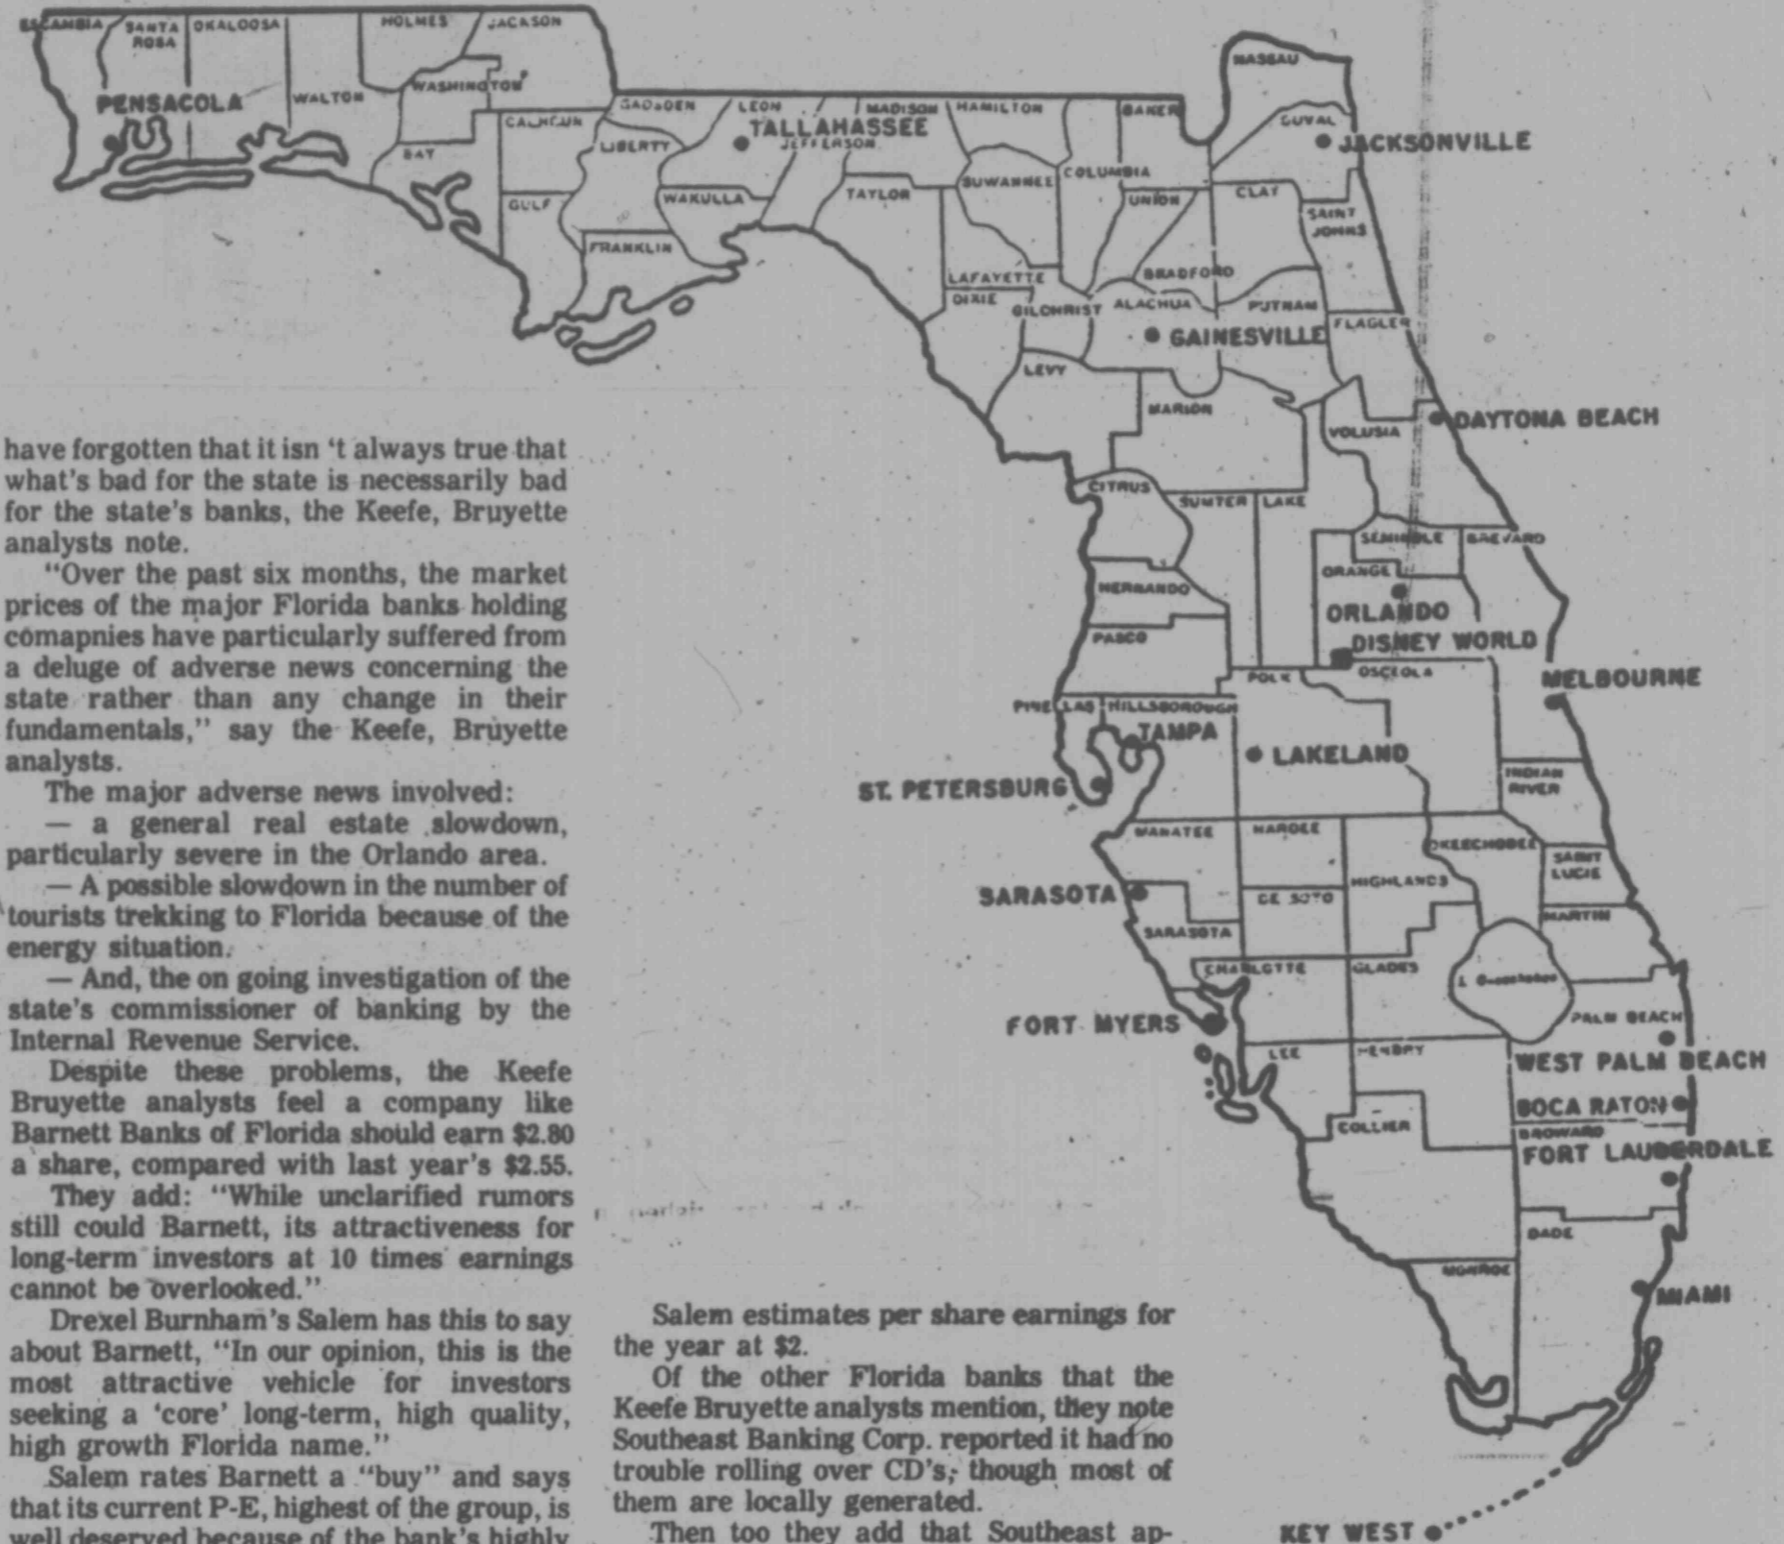 ESCAMBIA
SANTA
ROSA
OKALOOSA
HOLMES
JACKSON
WALTON
WASHINGTON
PENSACOLA
BAY
CALHOUN
GULF
GADSDEN
LIBERTY
FRANKLIN
LEON
TALLAHASSEE
JEFFERSON
WAKULLA
MADISON
TAYLOR
HAMILTON
SUWANNEE
COLUMBIA
LAFAYETTE
DIXIE
GILCHRIST
BAKER
UNION
BRADFORD
ALACHUA
NASSAU
DUVAL
JACKSONVILLE
CLAY
SAINT
JOHNS
PUTNAM
FLAGLER
GAINESVILLE
LEVY
MARION
VOLUSIA
DAYTONA BEACH
CITRUS
SUMTER
LAKE
SEMINOLE
BREVARD
HERNANDO
ORANGE
ORLANDO
PASCO
DISNEY WORLD
POLK
OSCEOLA
MELBOURNE
PINELLAS
HILLSBOROUGH
TAMPA
LAKELAND
ST. PETERSBURG
INDIAN
RIVER
MANATEE
HARDEE
OKEECHOBEE
SAINT
LUCIE
SARASOTA
DE SOTO
HIGHLANDS
MARTIN
SARASOTA
CHARLOTTE
GLADES
L. Okeechobee
FORT MYERS
PALM BEACH
LEE
HENDRY
WEST PALM BEACH
BOCA RATON
COLLIER
BROWARD
FORT LAUDERDALE
DADE
MONROE
MIAMI
KEY WEST
have forgotten that it isn 't always true that
what's bad for the state is necessarily bad
for the state's banks, the Keefe, Bruyette
analysts note.
"Over the past six months, the market
prices of the major Florida banks holding
comapnies have particularly suffered from
a deluge of adverse news concerning the
state rather than any change in their
fundamentals," say the Keefe, Bruyette
analysts.
The major adverse news involved:
— a general real estate slowdown,
particularly severe in the Orlando area.
— A possible slowdown in the number of
tourists trekking to Florida because of the
energy situation.
— And, the on going investigation of the
state's commissioner of banking by the
Internal Revenue Service.
Despite these problems, the Keefe
Bruyette analysts feel a company like
Barnett Banks of Florida should earn $2.80
a share, compared with last year's $2.55.
They add: "While unclarified rumors
still could Barnett, its attractiveness for
long-term investors at 10 times earnings
cannot be overlooked."
Drexel Burnham's Salem has this to say
about Barnett, "In our opinion, this is the
most attractive vehicle for investors
seeking a 'core' long-term, high quality,
high growth Florida name."
Salem rates Barnett a "buy" and says
that its current P-E, highest of the group, is
well deserved because of the bank's highly
Salem estimates per share earnings for
the year at $2.
Of the other Florida banks that the
Keefe Bruyette analysts mention, they note
Southeast Banking Corp. reported it had no
trouble rolling over CD's, though most of
them are locally generated.
Then too they add that Southeast ap-